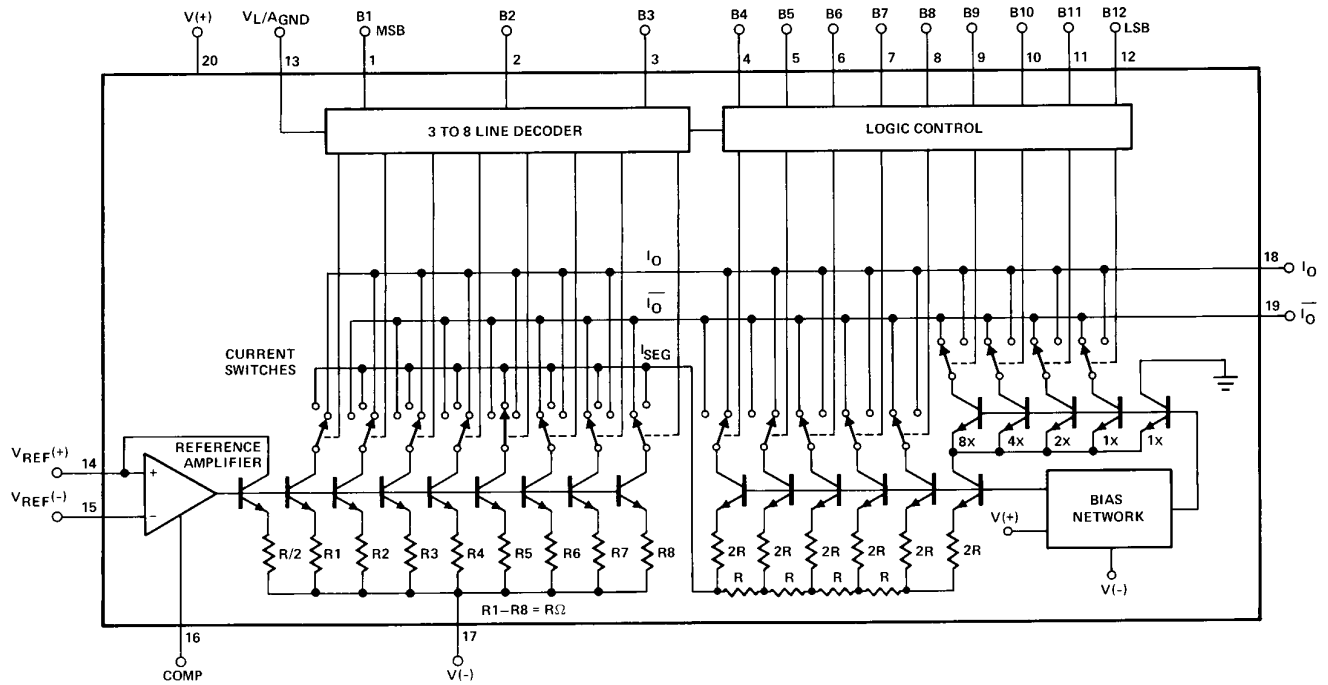 V(+)
VL/AGND
B1
MSB
B2
B3
B4
B5
B6
B7
B8
B9
B10
B11
B12
LSB
20
13
1
2
3
4
5
6
7
8
9
10
11
12
3 TO 8 LINE DECODER
LOGIC CONTROL
IO
18
IO
IO
19
IO
CURRENT
SWITCHES
ISEG
VREF(+)
14
REFERENCE
AMPLIFIER
+
VREF(-)
15
−
8x
4x
2x
1x
1x
R/2
R1
R2
R3
R4
R5
R6
R7
R8
2R
2R
2R
2R
2R
2R
R
R
R
R
V(+)
BIAS
NETWORK
V(-)
R1–R8 = RΩ
16
COMP
17
V(-)